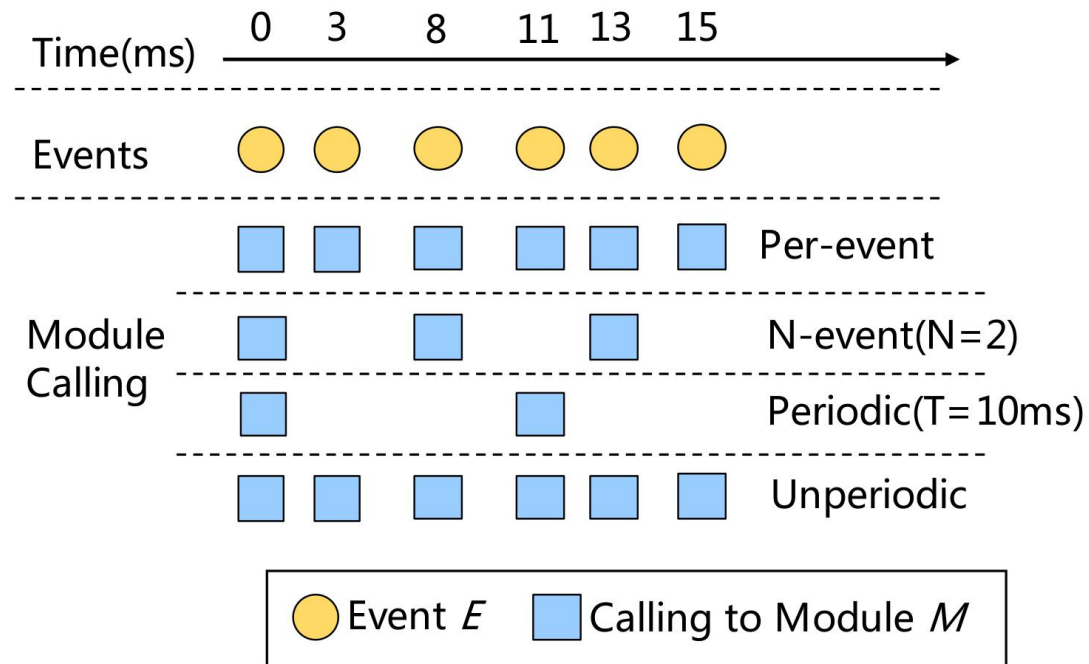 0 3 8 11 13 15
Time(ms)
Events
Per-event
Module
Calling
N-event(N=2)
Periodic(T=10ms)
Unperiodic
Event E
Calling to Module M